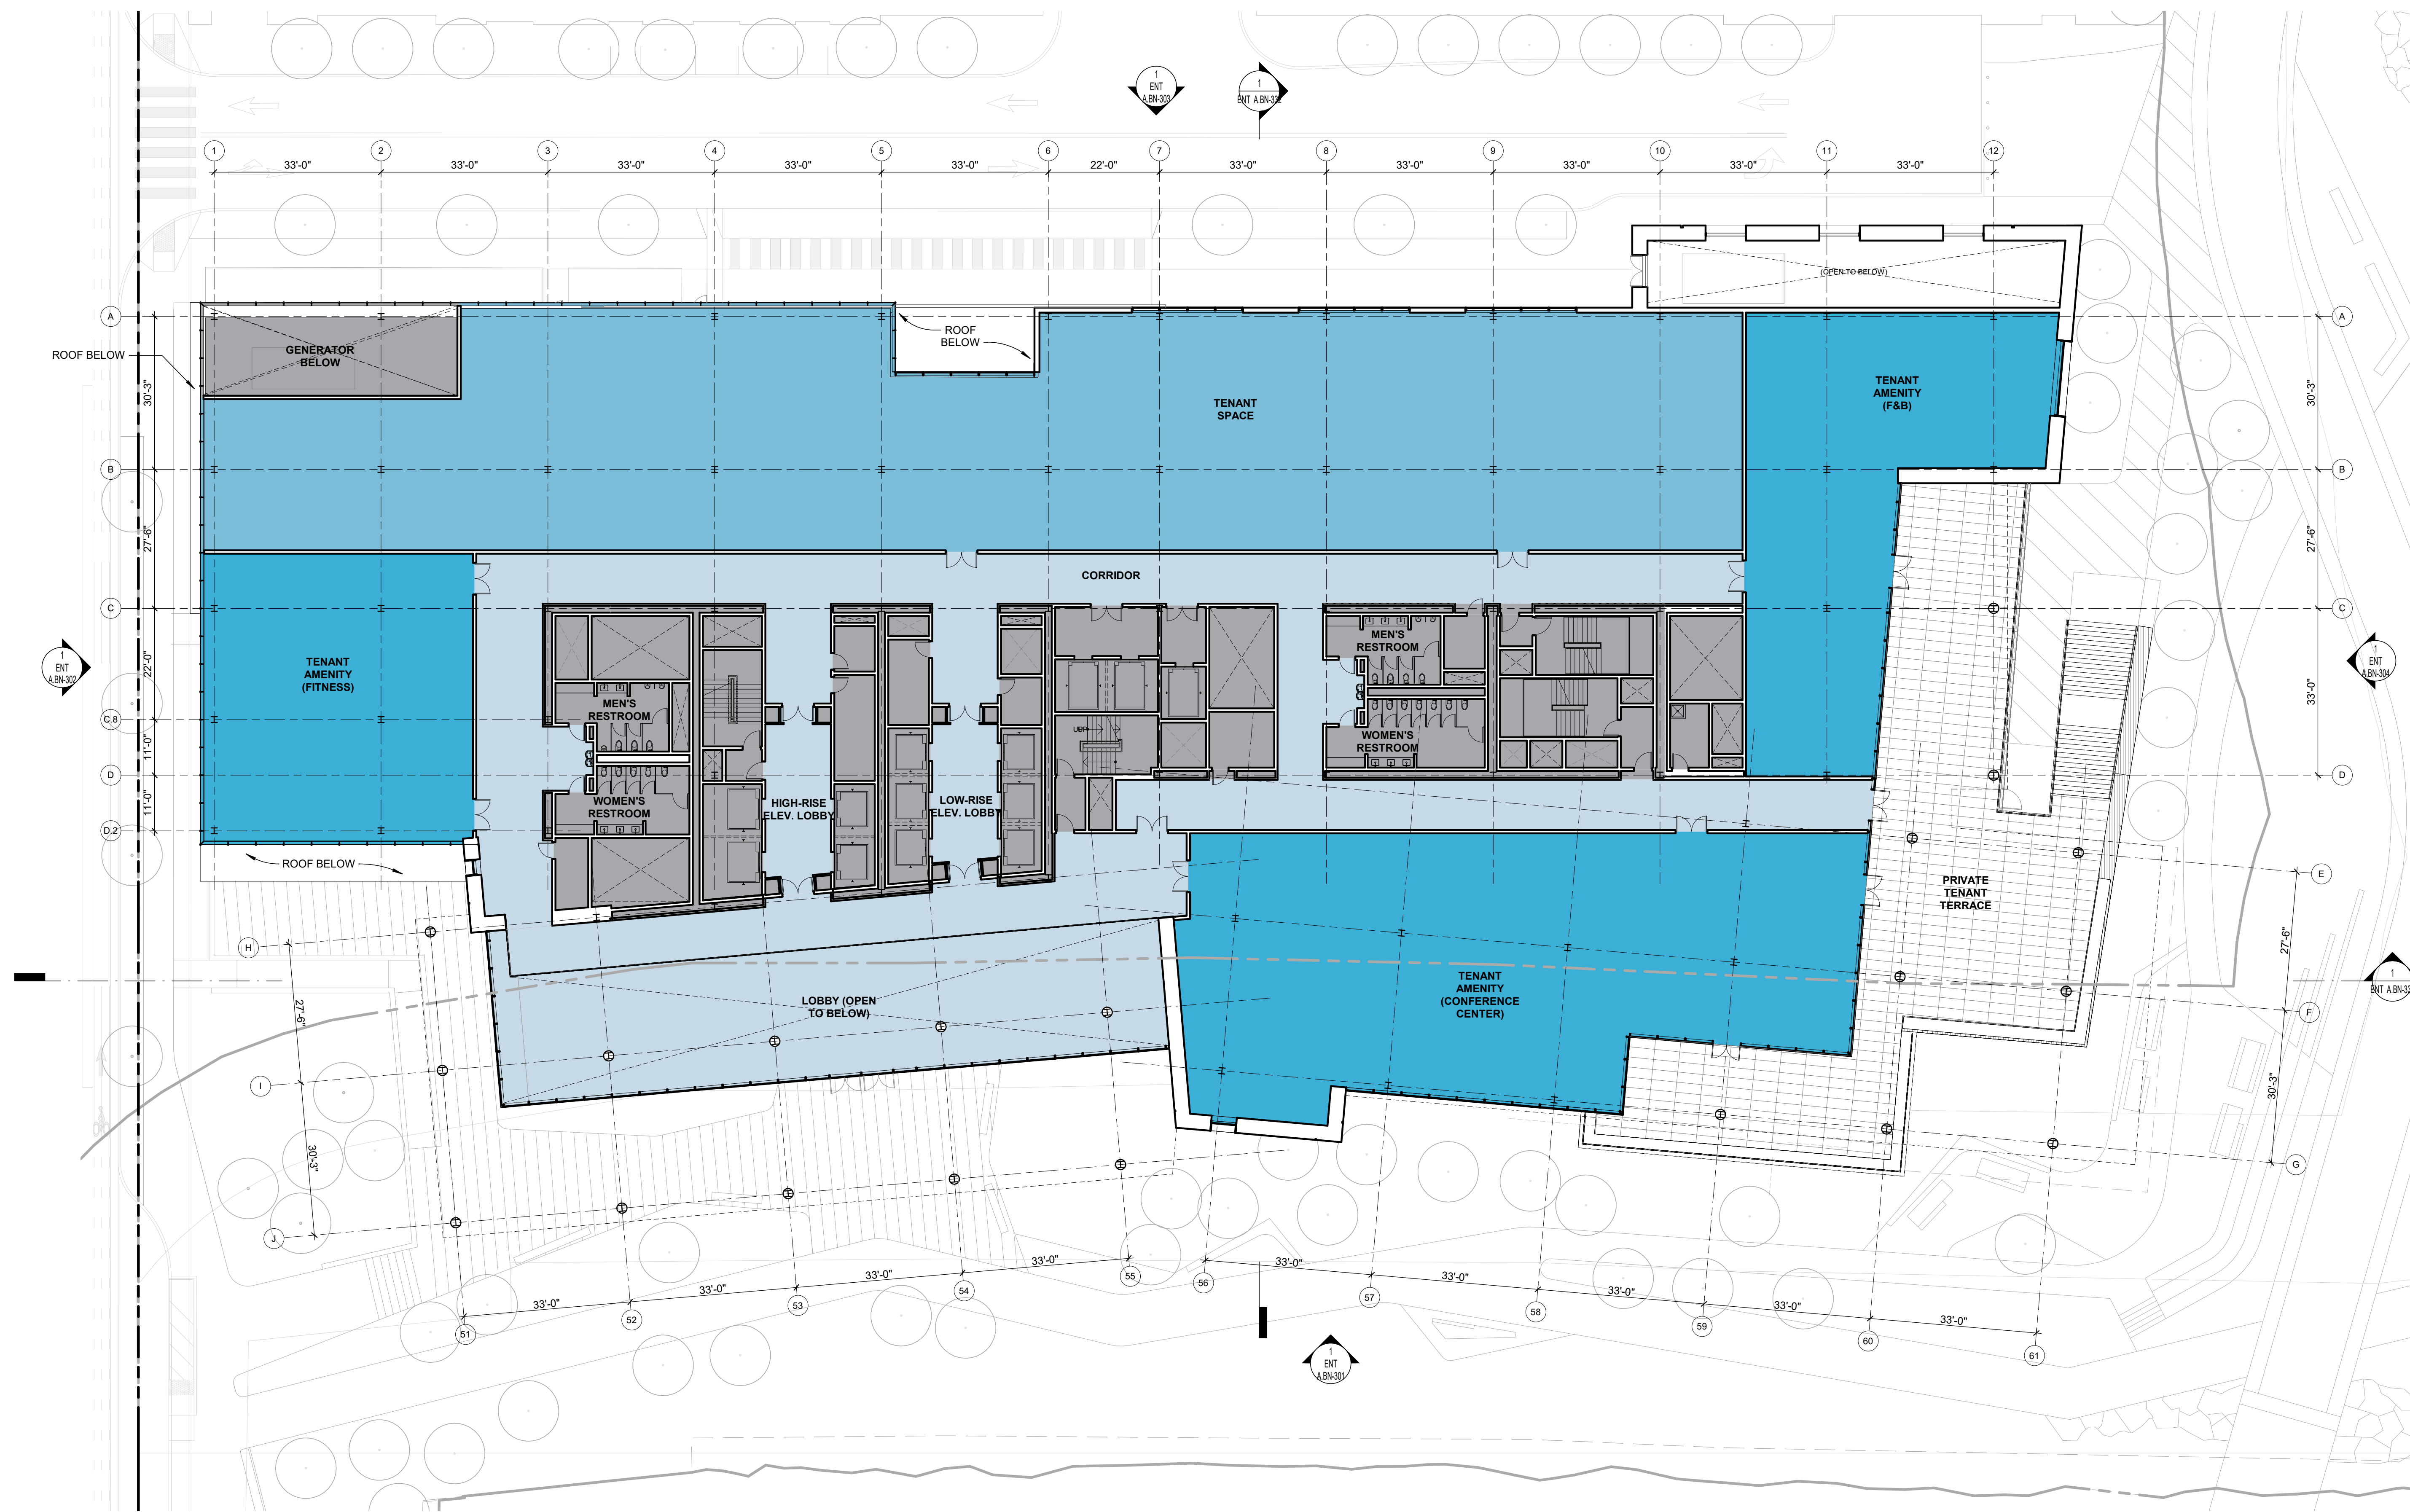 1
ENT
A.BN-303
1
ENT A.BN-332
1
2
3
4
5
6
7
8
9
10
11
12
33'-0"
33'-0"
33'-0"
33'-0"
33'-0"
22'-0"
33'-0"
33'-0"
33'-0"
33'-0"
33'-0"
(OPEN TO BELOW)
A
A
ROOF
BELOW
GENERATOR
BELOW
ROOF BELOW
30'-3"
30'-3"
TENANT
AMENITY
(F&B)
TENANT
SPACE
B
B
27'-6"
27'-6"
CORRIDOR
C
C
MEN'S
RESTROOM
1
ENT
A.BN-302
TENANT
AMENITY
(FITNESS)
22'-0"
1
ENT
A.BN-304
33'-0"
MEN'S
RESTROOM
C.8
UP
WOMEN'S
RESTROOM
11'-0"
D
D
WOMEN'S
RESTROOM
HIGH-RISE
ELEV. LOBBY
LOW-RISE
ELEV. LOBBY
11'-0"
D.2
ROOF BELOW
E
PRIVATE
TENANT
TERRACE
H
27'-6"
27'-6"
TENANT
AMENITY
(CONFERENCE
CENTER)
LOBBY (OPEN
TO BELOW)
1
F
I
30'-3"
30'-3"
G
J
33'-0"
33'-0"
33'-0"
33'-0"
33'-0"
33'-0"
33'-0"
33'-0"
33'-0"
51
52
53
54
55
56
57
58
59
60
61
1
ENT
A.BN-301